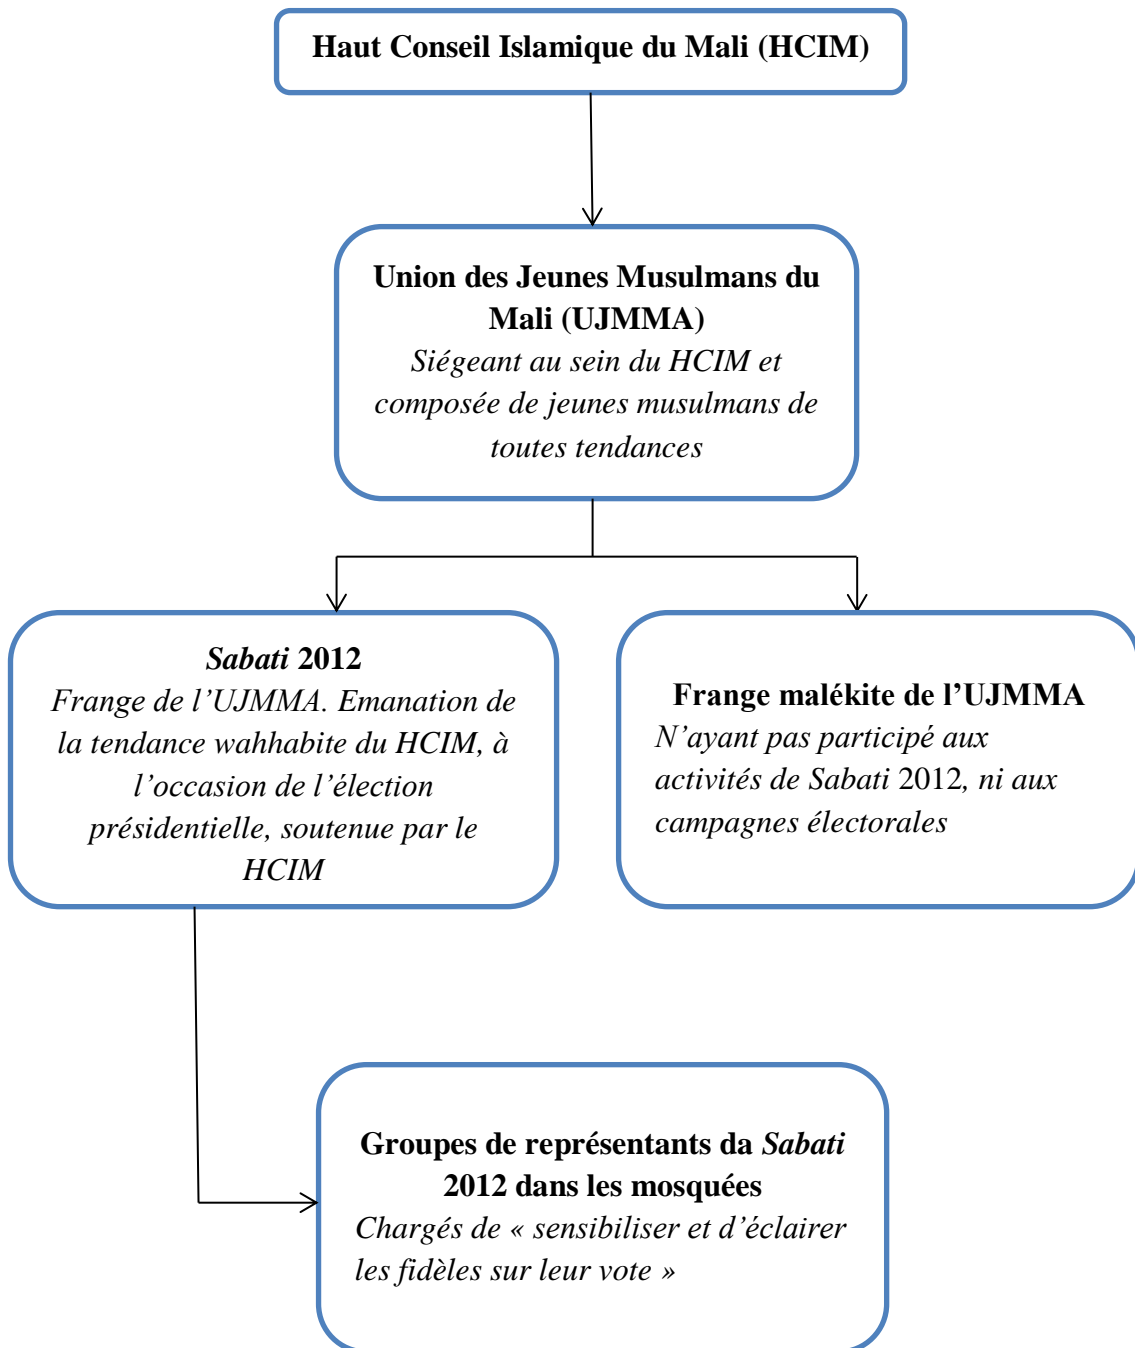 Haut Conseil Islamique du Mali (HCIM)
Union des Jeunes Musulmans du
Mali (UJMMA)
Siégeant au sein du HCIM et
composée de jeunes musulmans de
toutes tendances
Sabati 2012
Frange de l’UJMMA. Emanation de
la tendance wahhabite du HCIM, à
l’occasion de l’élection
présidentielle, soutenue par le
HCIM
Frange malékite de l’UJMMA
N’ayant pas participé aux
activités de Sabati 2012, ni aux
campagnes électorales
Groupes de représentants da Sabati
2012 dans les mosquées
Chargés de « sensibiliser et d’éclairer
les fidèles sur leur vote »